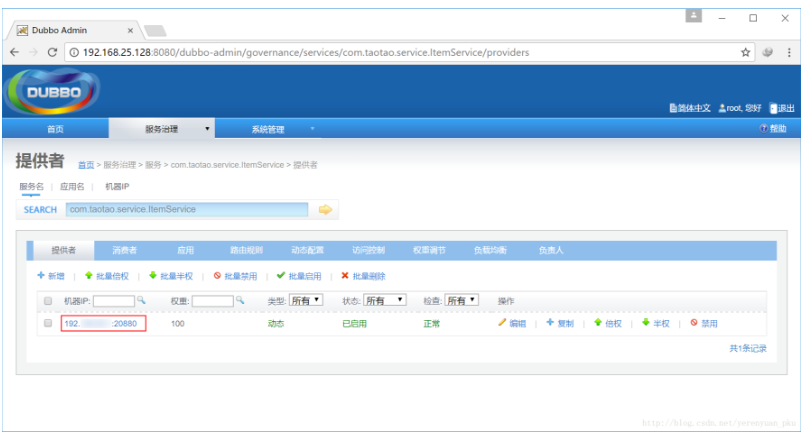 Dubbo Admin
192.168.25.128:8080/dubbo-admin/governance/services/com.taotao.service.ItemService/providers
DUBBO
简体中文 root, 您好 退出
首页 服务治理 系统管理 帮助
提供者 首页 > 服务治理 > 服务 > com.taotao.service.ItemService > 提供者
服务名 | 应用名 | 机器IP
SEARCH com.taotao.service.ItemService
提供者 消费者 应用 路由规则 动态配置 访问控制 权重调节 负载均衡 负责人
新增 | 批量倍权 | 批量半权 | 批量禁用 | 批量启用 | 批量删除
机器IP: 权重: 类型: 所有 状态: 所有 检查: 所有 操作
192. :20880 100 动态 已启用 正常 编辑 | 复制 | 倍权 | 半权 | 禁用
共1条记录
http://blog.csdn.net/yerenyuan_pku